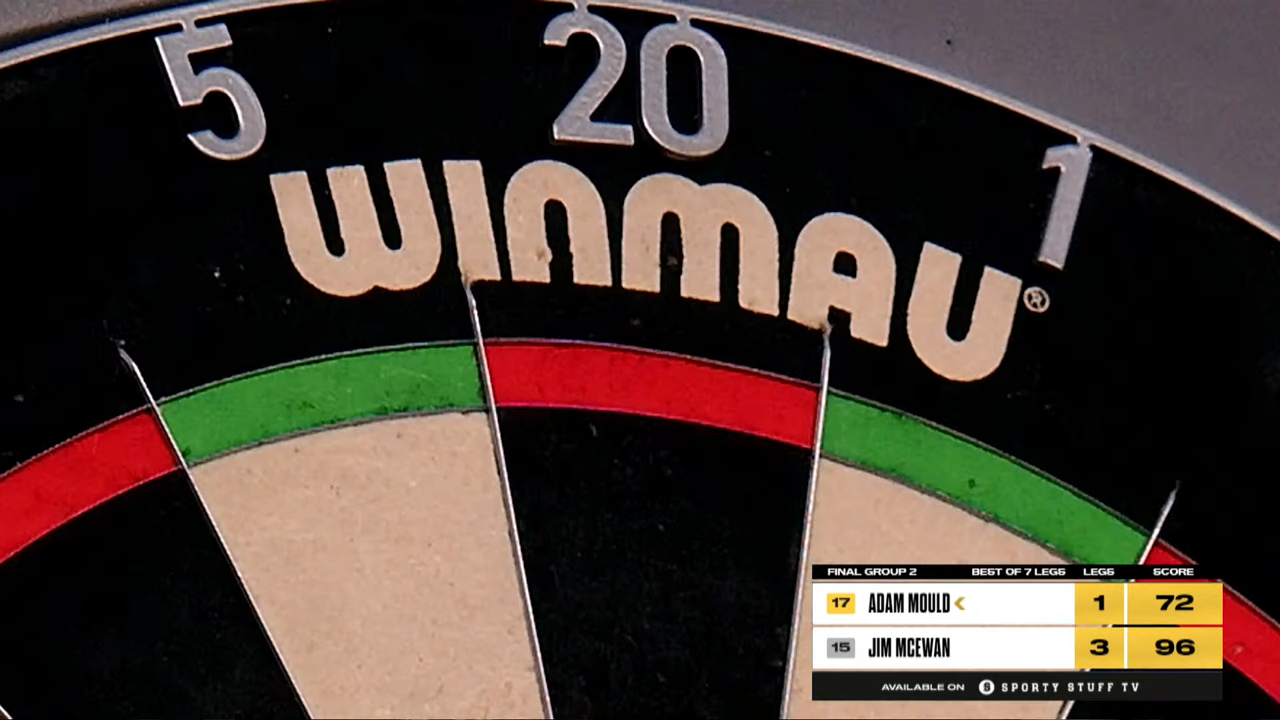 5 20 1
WINMAU®
FINAL GROUP 2 BEST OF 7 LEGS LEGS SCORE
17 ADAM MOULD 1 72
15 JIM MCEWAN 3 96
AVAILABLE ON S SPORTY STUFF TV